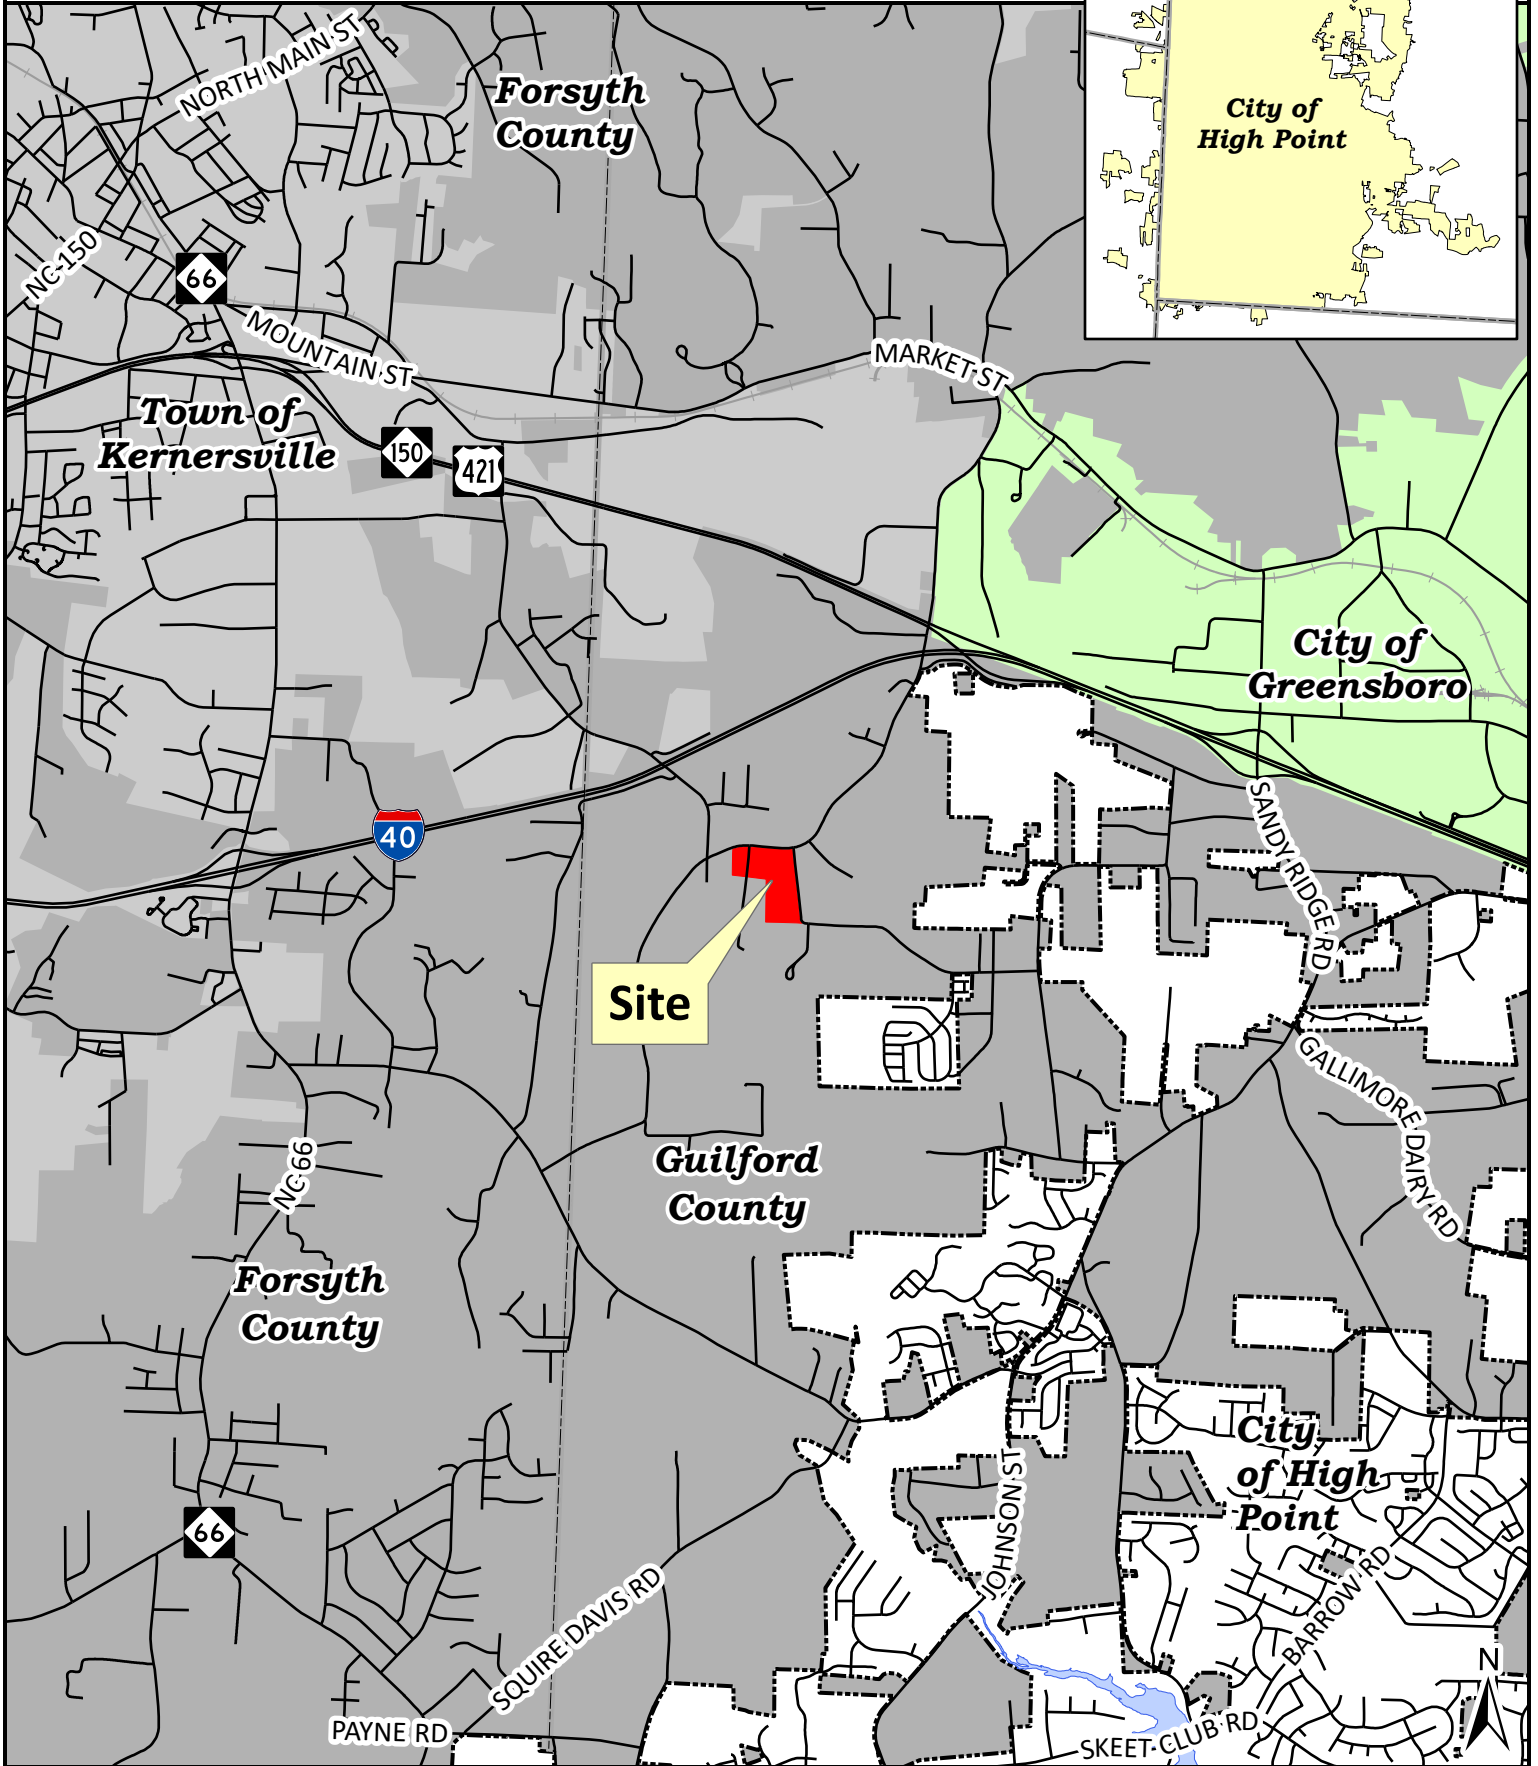 NORTH MAIN ST
Forsyth
County
City of
High Point
NC-150
66
MOUNTAIN ST
MARKET ST
Town of
Kernersville
150
421
City of
Greensboro
40
SANDY RIDGE RD
Site
GALLIMORE DAIRY RD
NC-66
Guilford
County
Forsyth
County
City
of High
Point
JOHNSON ST
66
BARROW RD
SQUIRE DAVIS RD
N
PAYNE RD
SKEET CLUB RD